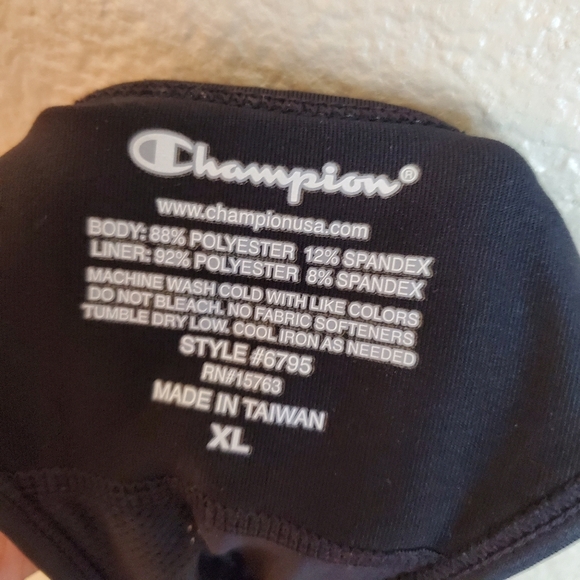 Champion®
www.championusa.com
BODY: 88% POLYESTER 12% SPANDEX
LINER: 92% POLYESTER 8% SPANDEX
MACHINE WASH COLD WITH LIKE COLORS
DO NOT BLEACH. NO FABRIC SOFTENERS
TUMBLE DRY LOW. COOL IRON AS NEEDED
STYLE #6795
RN#15763
MADE IN TAIWAN
XL